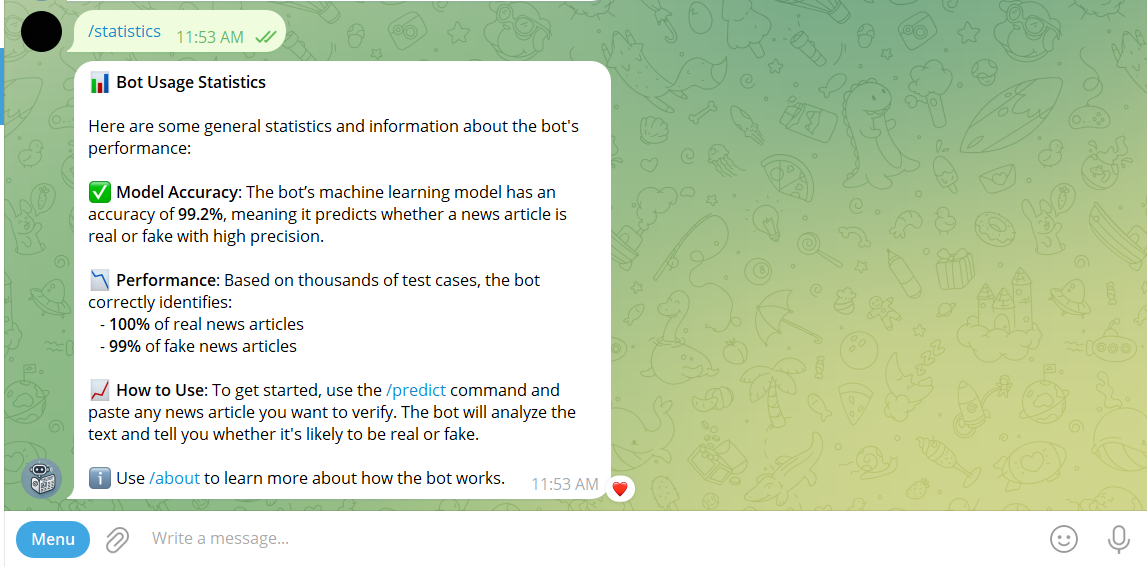 /statistics 11:53 AM
Bot Usage Statistics
Here are some general statistics and information about the bot's
performance:
Model Accuracy: The bot’s machine learning model has an
accuracy of 99.2%, meaning it predicts whether a news article is
real or fake with high precision.
Performance: Based on thousands of test cases, the bot
correctly identifies:
- 100% of real news articles
- 99% of fake news articles
How to Use: To get started, use the /predict command and
paste any news article you want to verify. The bot will analyze the
text and tell you whether it's likely to be real or fake.
Use /about to learn more about how the bot works. 11:53 AM
Menu Write a message...